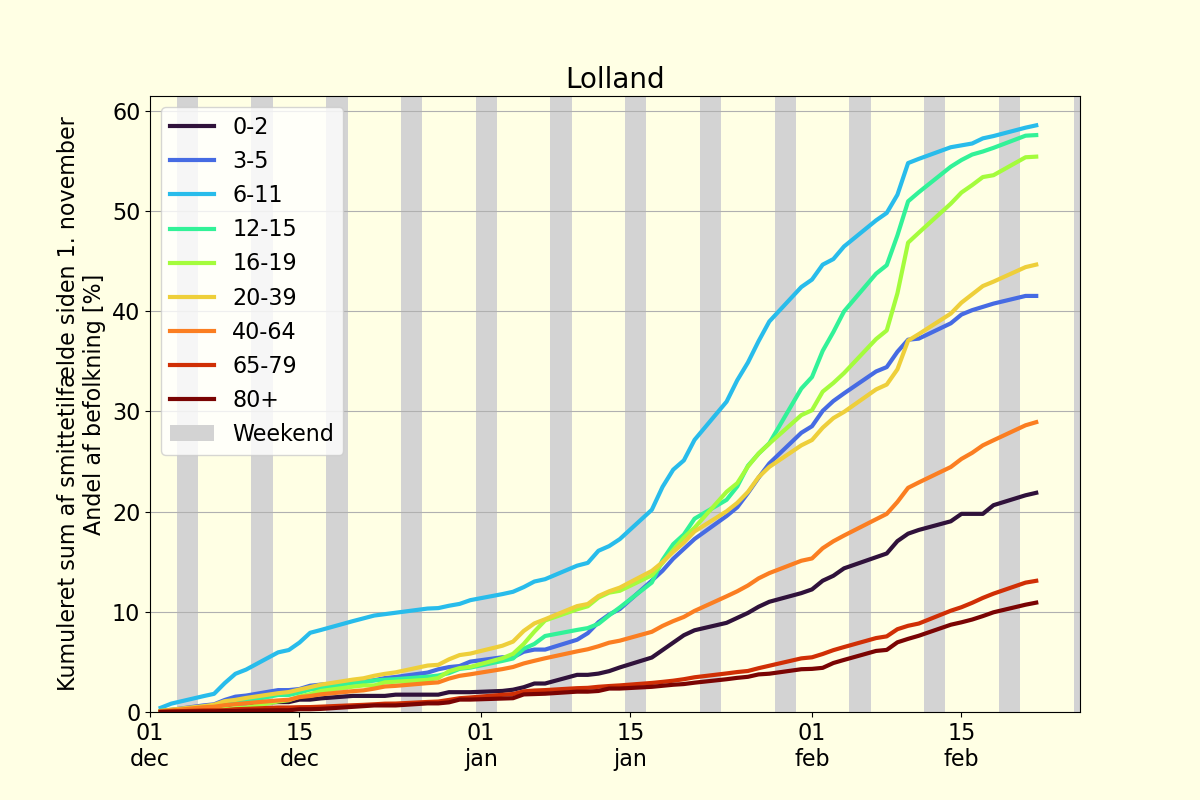 Lolland
Kumuleret sum af smittetilfælde siden 1. november
Andel af befolkning [%]
60
50
40
30
20
10
0
0-2
3-5
6-11
12-15
16-19
20-39
40-64
65-79
80+
Weekend
01 15 01 15 01 15
dec dec jan jan feb feb